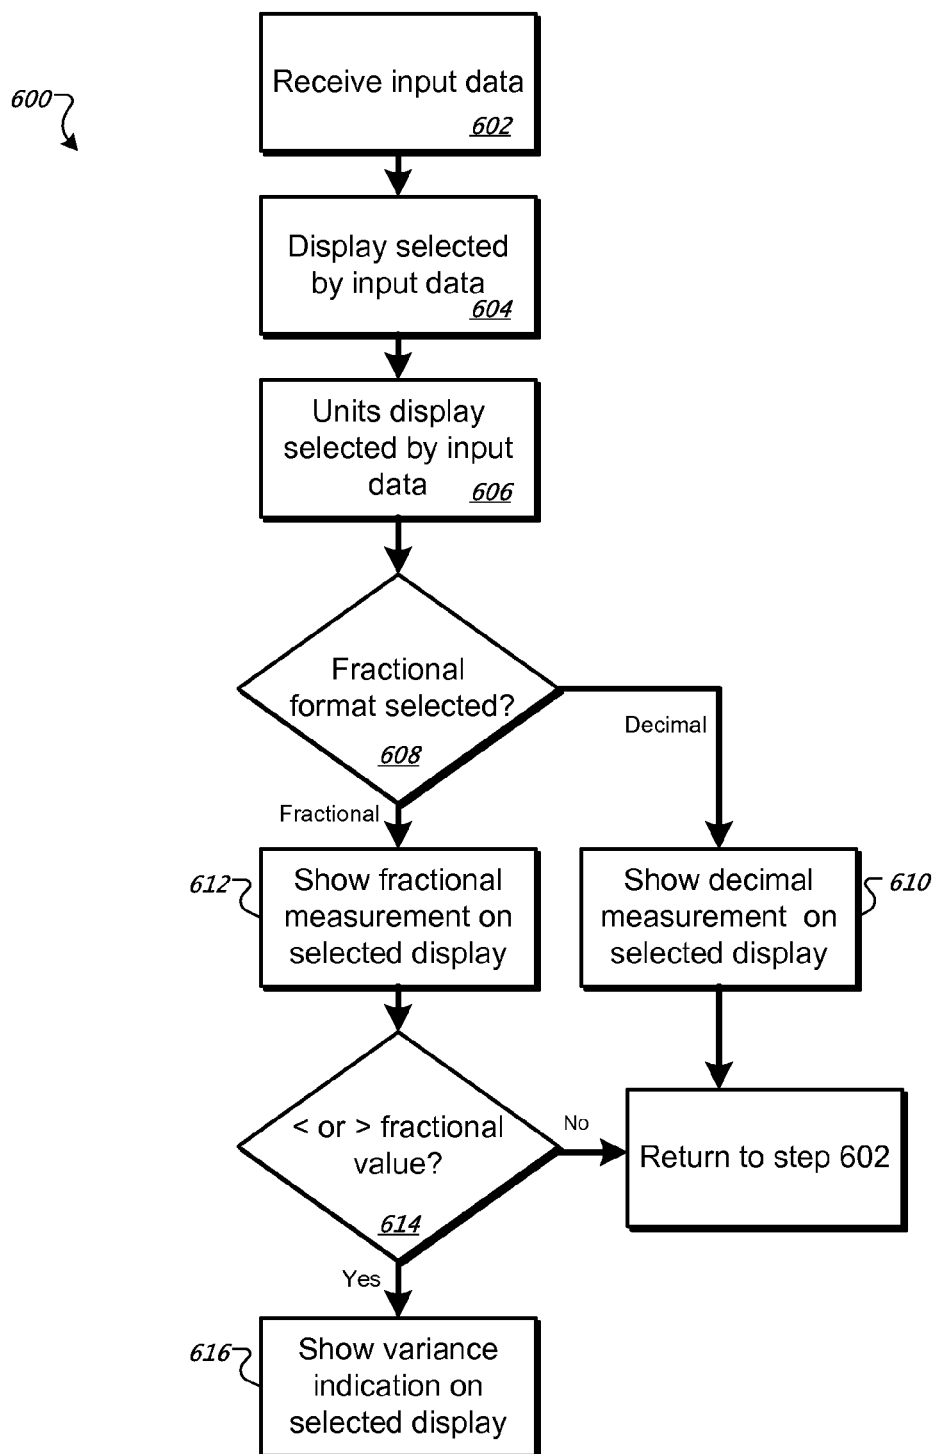 600
Receive input data
602
Display selected
by input data
604
Units display
selected by input
data
606
Fractional
format selected?
608
Decimal
Fractional
612
Show fractional
measurement on
selected display
Show decimal
measurement on
selected display
610
< or > fractional
value?
614
No
Return to step 602
Yes
616
Show variance
indication on
selected display